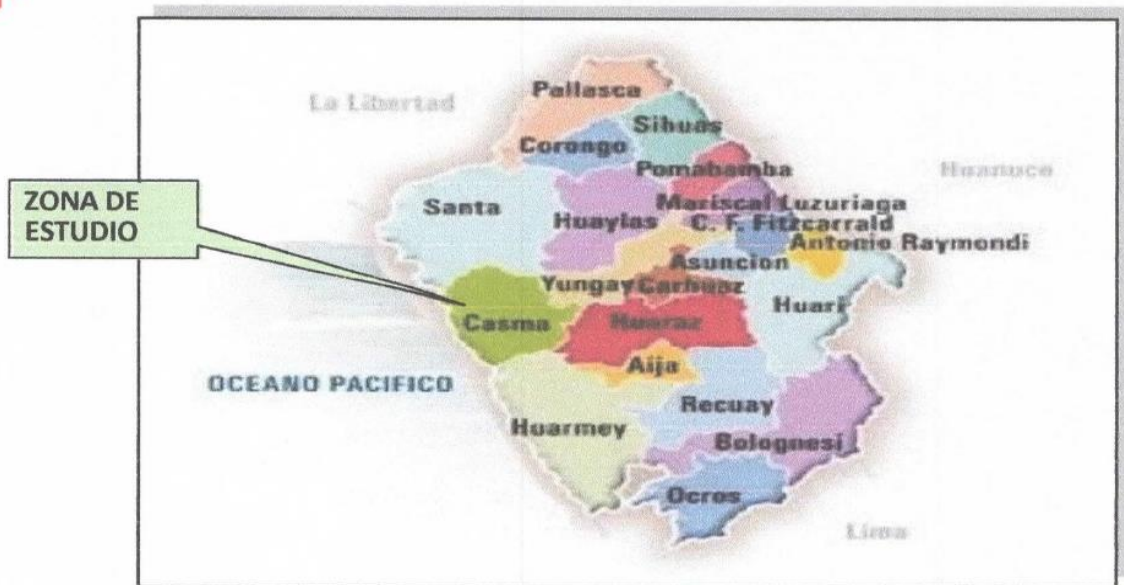 Pallasca
La Libertad
Sihuas
Corongo
Pomabamba
Huanuco
ZONA DE
ESTUDIO
Santa
Huaylas
Mariscal Luzuriaga
C. F. Fitzcarrald
Antonio Raymondi
Asuncion
Yungay
Carhuaz
Huari
Casma
Huaraz
Aija
OCEANO PACIFICO
Recuay
Huarmey
Bolognesi
Ocros
Lima